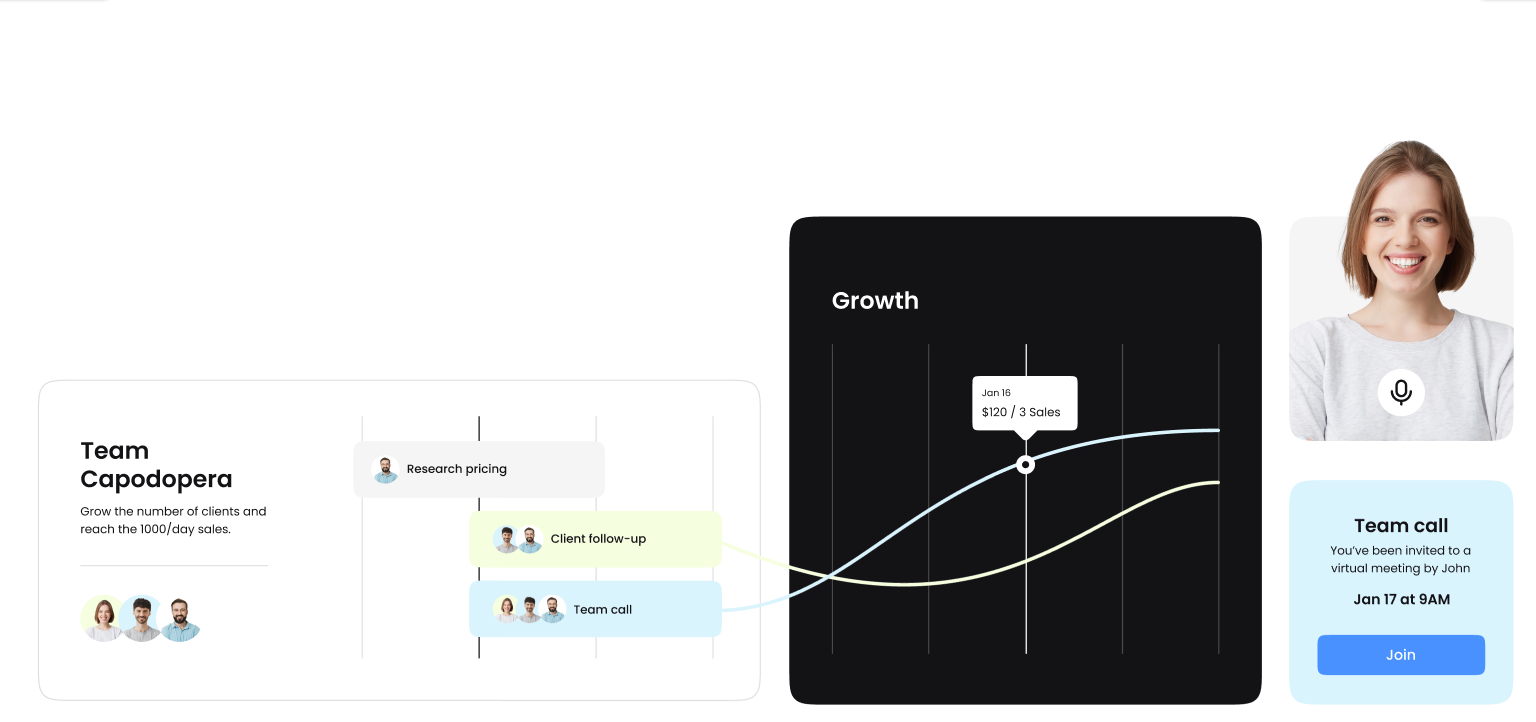 Team
Capodopera
Grow the number of clients and
reach the 1000/day sales.
Research pricing
Client follow-up
Team call
Growth
Jan 16
$120 / 3 Sales
Team call
You’ve been invited to a
virtual meeting by John
Jan 17 at 9AM
Join